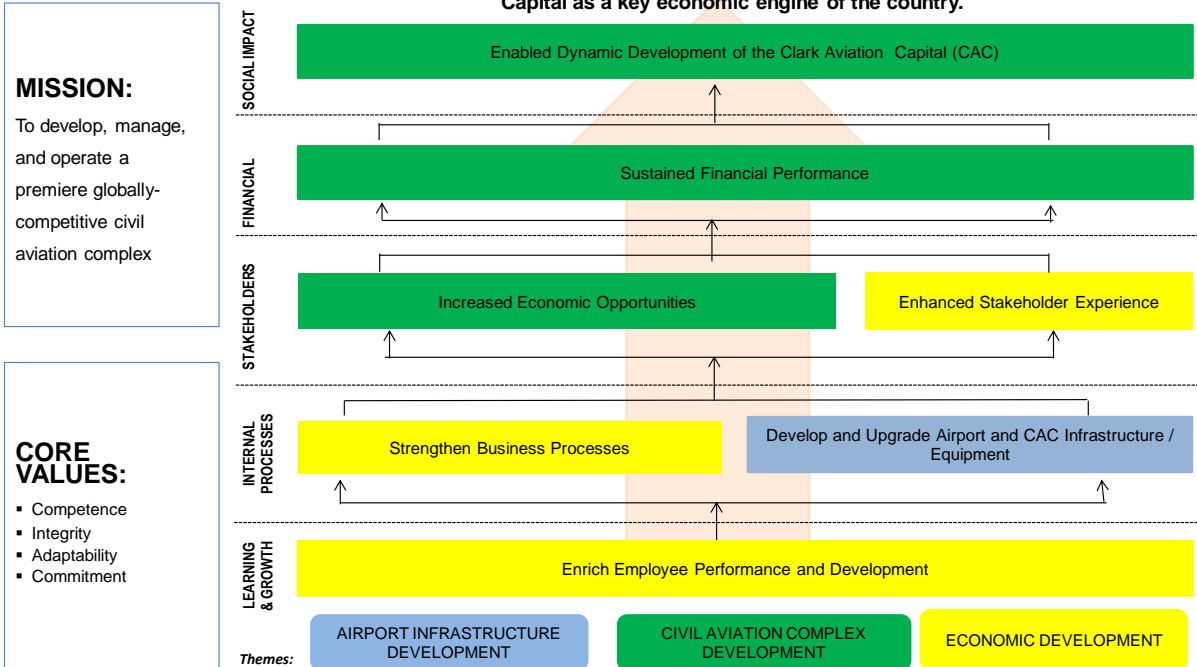 Capital as a key economic engine of the country.
MISSION:
To develop, manage,
and operate a
premiere globally-
competitive civil
aviation complex
CORE
VALUES:
▪ Competence
▪ Integrity
▪ Adaptability
▪ Commitment
SOCIAL IMPACT
Enabled Dynamic Development of the Clark Aviation Capital (CAC)
FINANCIAL
Sustained Financial Performance
STAKEHOLDERS
Increased Economic Opportunities
Enhanced Stakeholder Experience
INTERNAL
PROCESSES
Strengthen Business Processes
Develop and Upgrade Airport and CAC Infrastructure /
Equipment
LEARNING
& GROWTH
Enrich Employee Performance and Development
Themes:
AIRPORT INFRASTRUCTURE
DEVELOPMENT
CIVIL AVIATION COMPLEX
DEVELOPMENT
ECONOMIC DEVELOPMENT